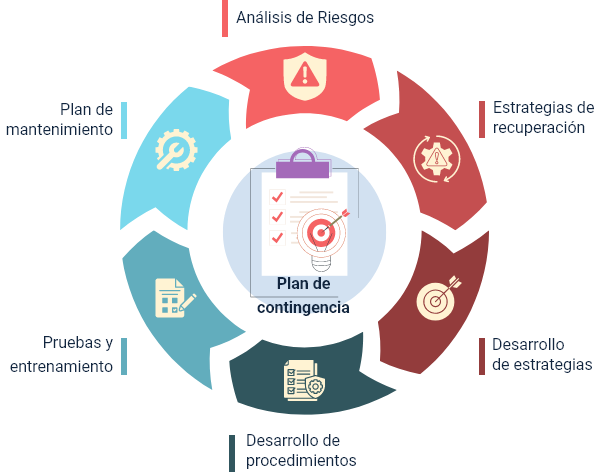 Análisis de Riesgos
Estrategias de
recuperación
Desarrollo
de estrategias
Desarrollo de
procedimientos
Pruebas y
entrenamiento
Plan de
mantenimiento
Plan de
contingencia